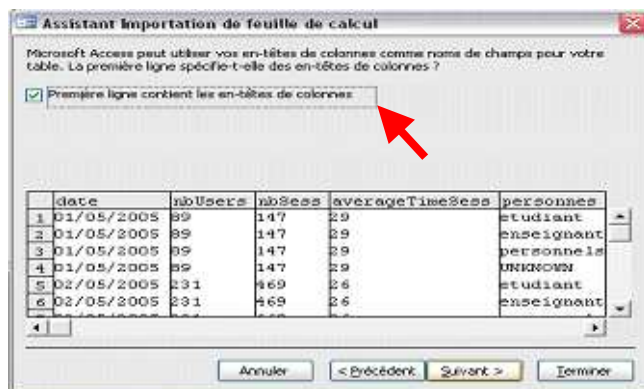 Assistant Importation de feuille de calcul
Microsoft Access peut utiliser vos en-têtes de colonnes comme noms de champs pour votre
table. La première ligne spécifie-t-elle des en-têtes de colonnes ?
Première ligne contient les en-têtes de colonnes
date nbUsers nbSess averageTimeSess personnes
1 01/05/2005 89 147 29 etudiant
2 01/05/2005 89 147 29 enseignant
3 01/05/2005 89 147 29 personnels
4 01/05/2005 89 147 29 UNKNOWN
5 02/05/2005 231 469 26 etudiant
6 02/05/2005 231 469 26 enseignant
Annuler < Précédent Suivant > Terminer